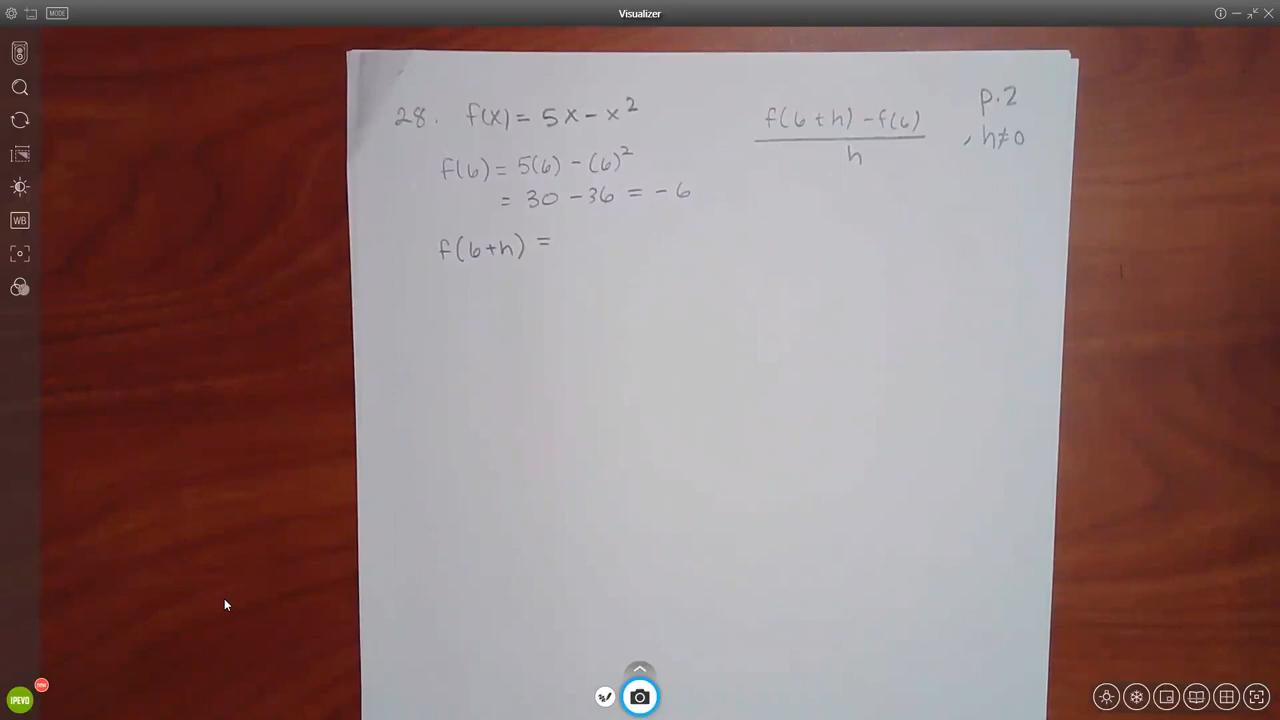 MODE
Visualizer
WB
28. f(x) = 5x - x²
f(6+h) - f(6)
h
, h≠0
p.2
f(6) = 5(6) - (6)²
= 30 - 36 = -6
f(6+h) =
IPEVO
new